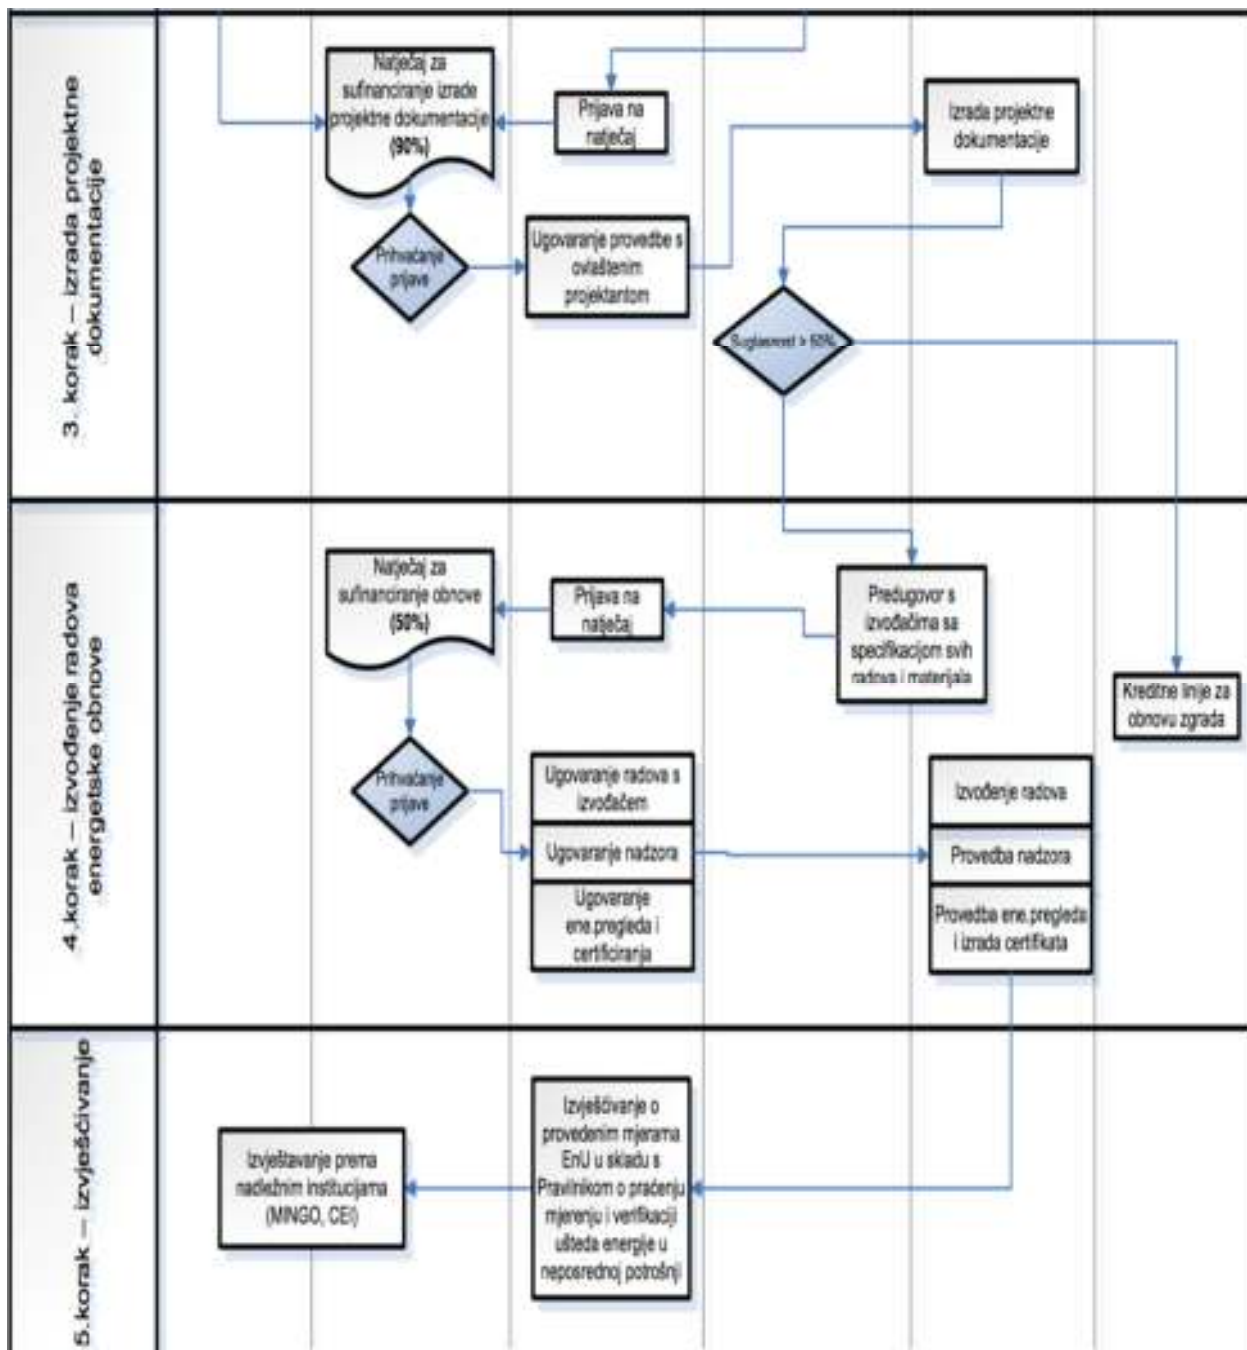 3. korak – izrada projektne
dokumentacije
Natječaj za
sufinanciranje izrade
projektne dokumentacije
(90%)
Prijava na
natječaj
Izrada projektne
dokumentacije
Prihvaćanje
prijave
Ugovaranje provedbe s
ovlaštenim
projektantom
Suglasnost >
4.korak – izvođenje radova
energetske obnove
Natječaj za
sufinanciranje obnove
(50%)
Prijava na
natječaj
Predugovor s
izvođačima sa
specifikacijom svih
radova i materijala
Kreditne linije za
obnovu zgrada
Prihvaćanje
prijave
Ugovaranje radova s
izvođačem
Ugovaranje nadzora
Ugovaranje
ene.pregleda i
certificiranja
Izvođenje radova
Provedba nadzora
Provedba ene.pregleda
i izrada certifikata
5.korak – izvješćivanje
Izvještavanje prema
nadležnim institucijama
(MINGO, CEI)
Izvješćivanje o
provedenim mjerama
EnU u skladu s
Pravilnikom o praćenju
mjerenju i verifikaciji
ušteda energije u
neposrednoj potrošnji